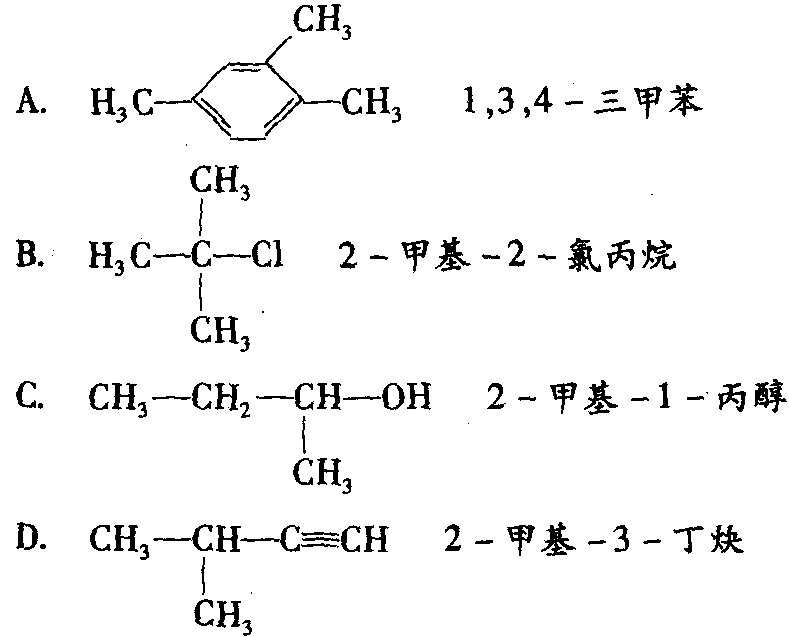 CH₃
A. H₃C CH₃ 1,3,4-三甲苯
CH₃
B. H₃C—C—Cl 2-甲基-2-氯丙烷
CH₃
C. CH₃—CH₂—CH—OH 2-甲基-1-丙醇
CH₃
D. CH₃—CH—C≡CH 2-甲基-3-丁炔
CH₃